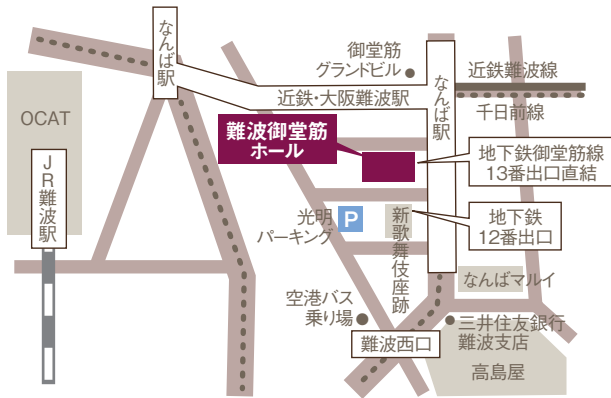 なんば駅
御堂筋
グランドビル
なんば駅
近鉄難波線
千日前線
近鉄・大阪難波駅
OCAT
難波御堂筋
ホール
地下鉄御堂筋線
13番出口直結
JR難波駅
光明
パーキング
P
新歌舞伎座跡
地下鉄
12番出口
なんばマルイ
空港バス
乗り場
三井住友銀行
難波支店
難波西口
高島屋